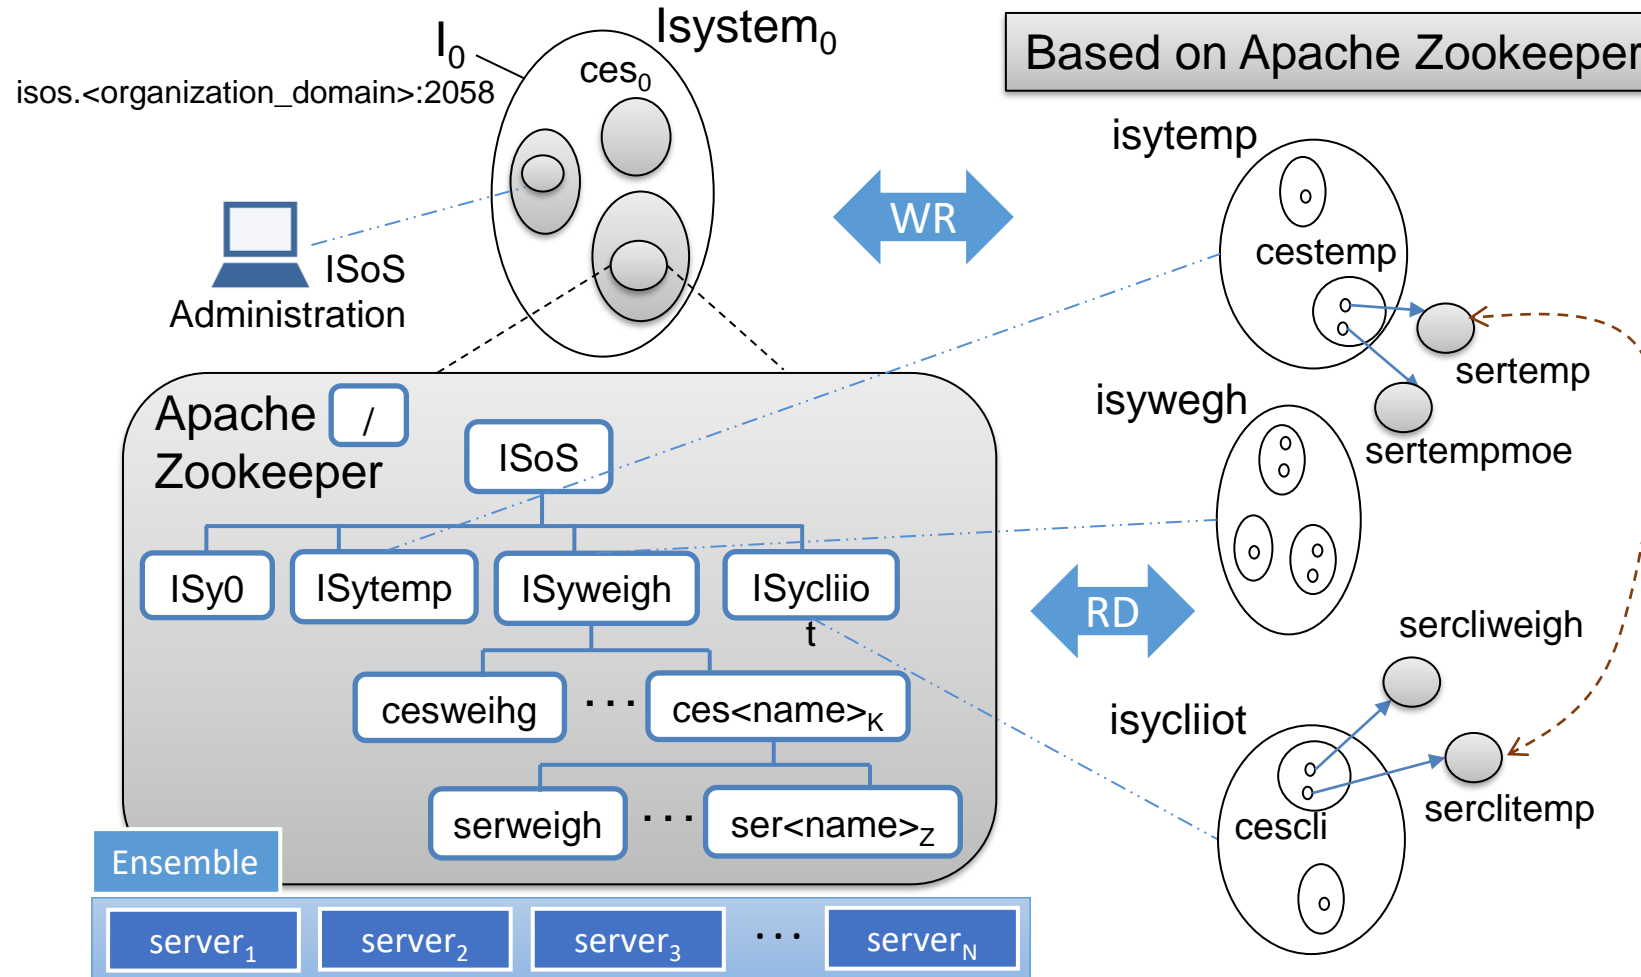 Isystem0
I0
isos.<organization_domain>:2058
ces0
Based on Apache Zookeeper
isytemp
WR
cestemp
ISoS
Administration
sertemp
sertempmoe
isywegh
Apache /
Zookeeper
ISoS
ISy0 ISytemp ISyweigh ISycliio
t
RD
cesweihg ... ces<name>K
serweigh ... ser<name>Z
sercliweigh
isycliiot
cescli
serclitemp
Ensemble
server1 server2 server3 ... serverN